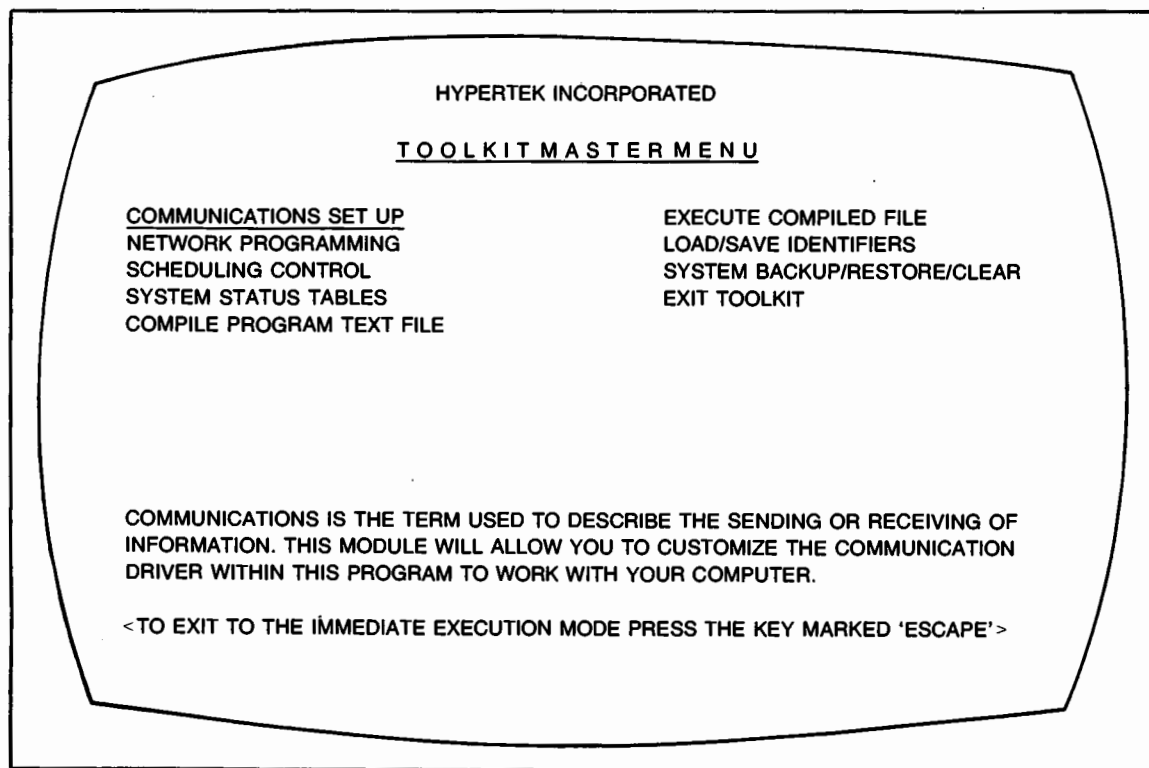 HYPERTEK INCORPORATED
TOOLKIT MASTER MENU
COMMUNICATIONS SET UP
NETWORK PROGRAMMING
SCHEDULING CONTROL
SYSTEM STATUS TABLES
COMPILE PROGRAM TEXT FILE
EXECUTE COMPILED FILE
LOAD/SAVE IDENTIFIERS
SYSTEM BACKUP/RESTORE/CLEAR
EXIT TOOLKIT
COMMUNICATIONS IS THE TERM USED TO DESCRIBE THE SENDING OR RECEIVING OF
INFORMATION. THIS MODULE WILL ALLOW YOU TO CUSTOMIZE THE COMMUNICATION
DRIVER WITHIN THIS PROGRAM TO WORK WITH YOUR COMPUTER.
<TO EXIT TO THE IMMEDIATE EXECUTION MODE PRESS THE KEY MARKED ‘ESCAPE’>